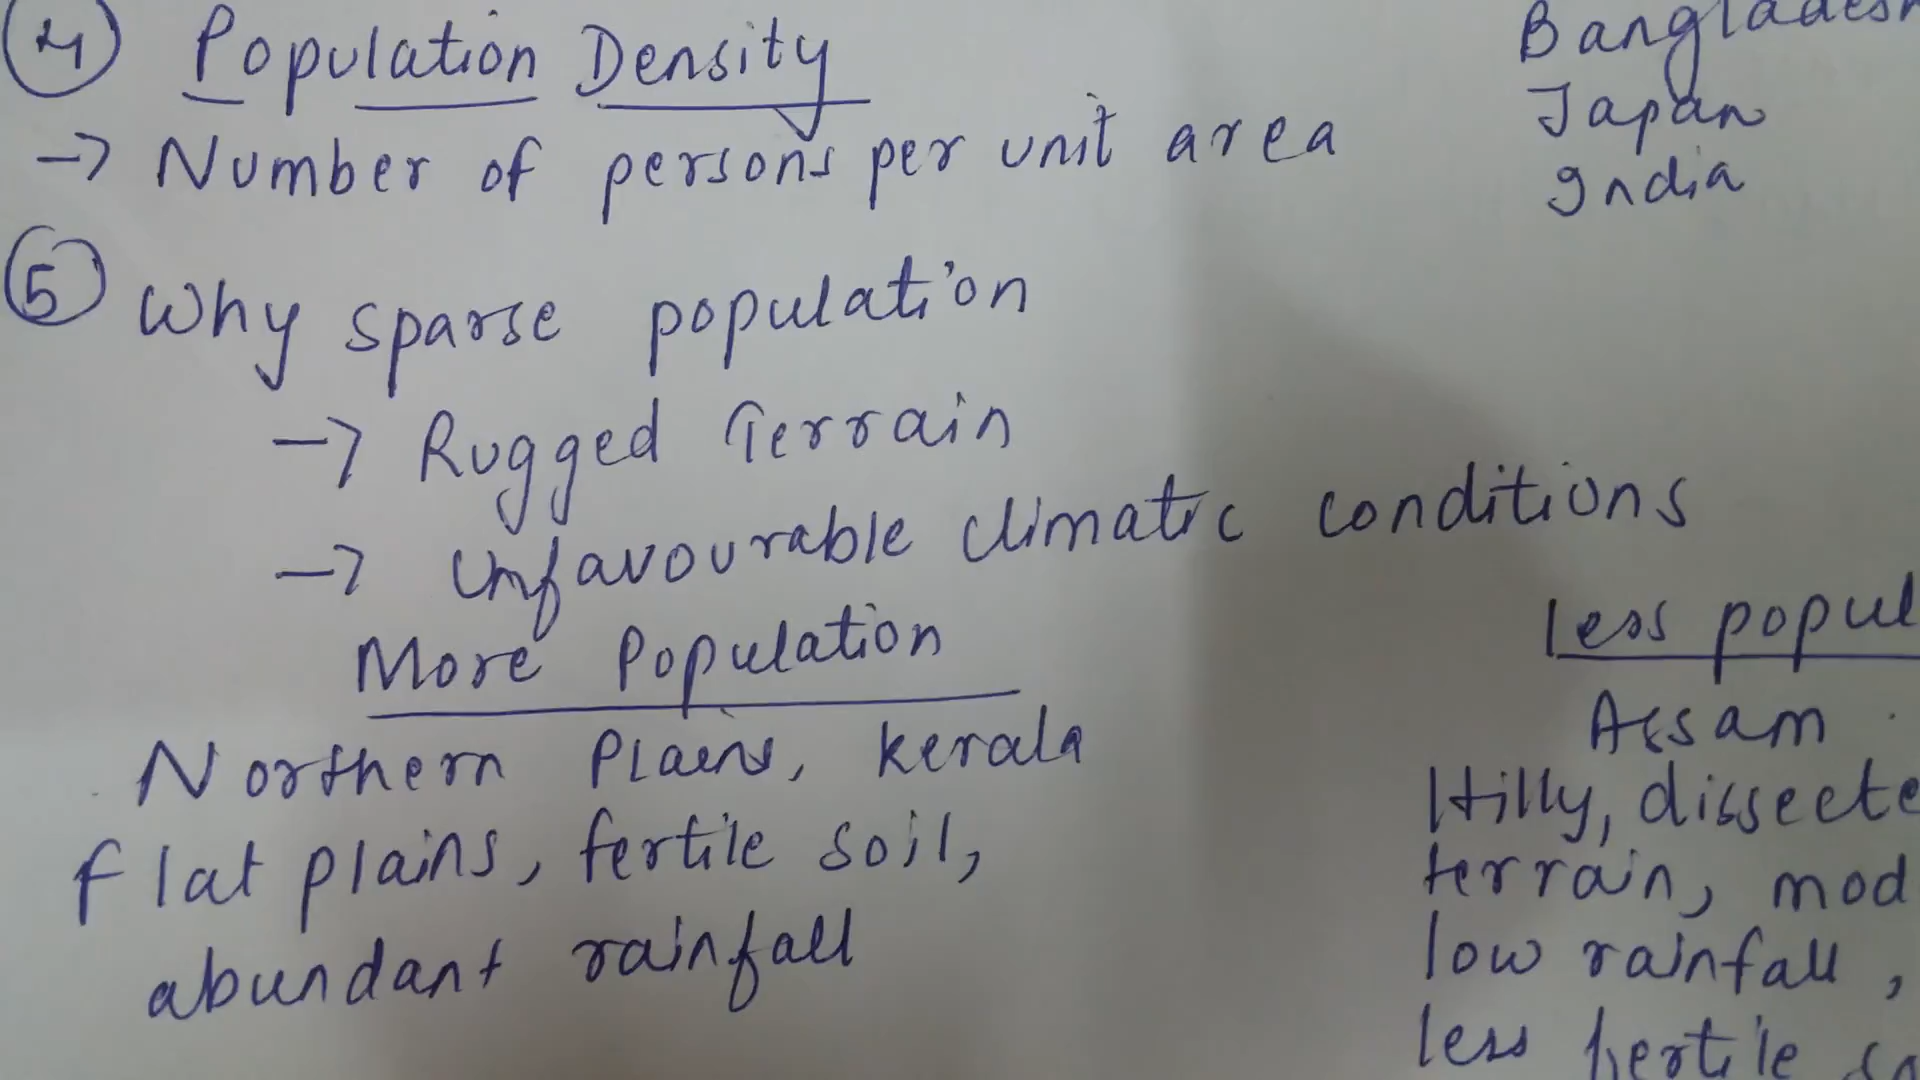 4 Population Density
→ Number of persons per unit area
Bangladesh
Japan
India
5 Why sparse population
→ Rugged Terrain
→ Unfavourable climatic conditions
More Population
Northern Plains, Kerala
flat plains, fertile soil,
abundant rainfall
less popul
Assam
Hilly, dissecte
terrain, mod
low rainfall,
less fertile so